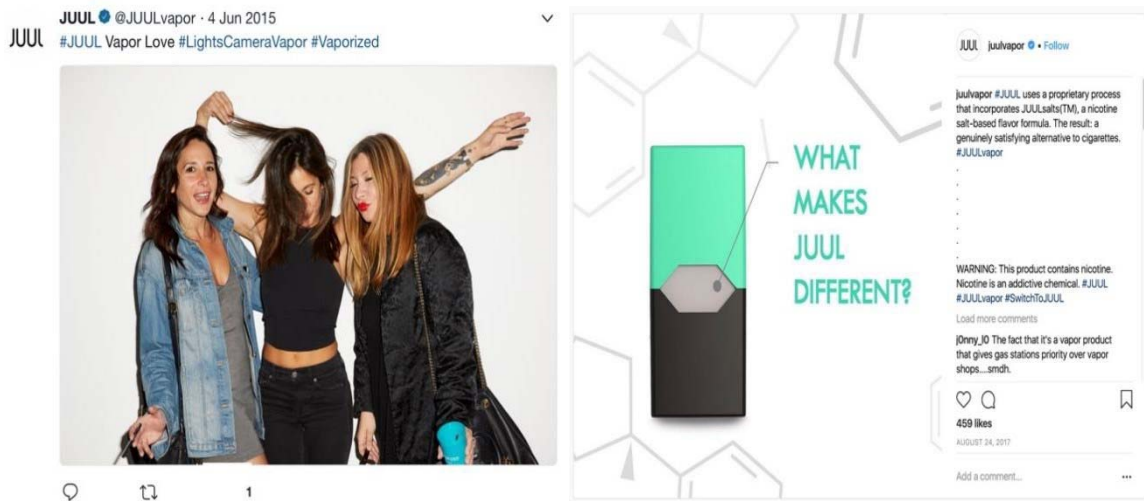 JUUL @JUULvapor · 4 Jun 2015
JUUL
#JUUL Vapor Love #LightsCameraVapor #Vaporized
1
WHAT
MAKES
JUUL
DIFFERENT?
JUUL
juulvapor • Follow
juulvapor #JUUL uses a proprietary process
that incorporates JUULsalts(TM), a nicotine
salt-based flavor formula. The result: a
genuinely satisfying alternative to cigarettes.
#JUULvapor
.
.
.
.
.
.
WARNING: This product contains nicotine.
Nicotine is an addictive chemical. #JUUL
#JUULvapor #SwitchToJUUL
Load more comments
j0nny_l0 The fact that it's a vapor product
that gives gas stations priority over vapor
shops....smdh.
459 likes
AUGUST 24, 2017
Add a comment...